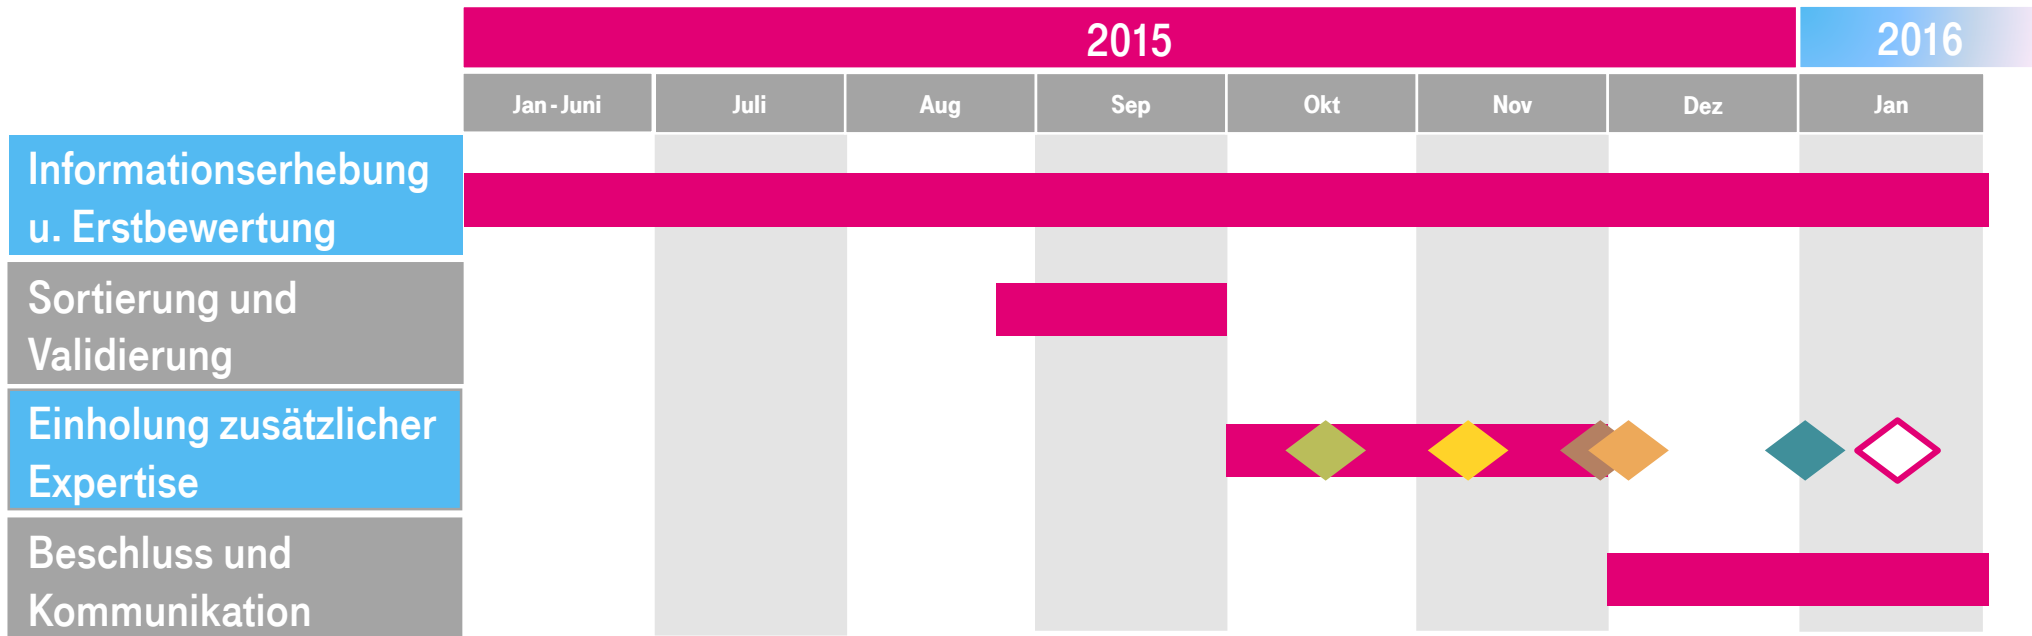 2015
2016
Jan - Juni
Juli
Aug
Sep
Okt
Nov
Dez
Jan
Informationserhebung
u. Erstbewertung
Sortierung und
Validierung
Einholung zusätzlicher
Expertise
Beschluss und
Kommunikation